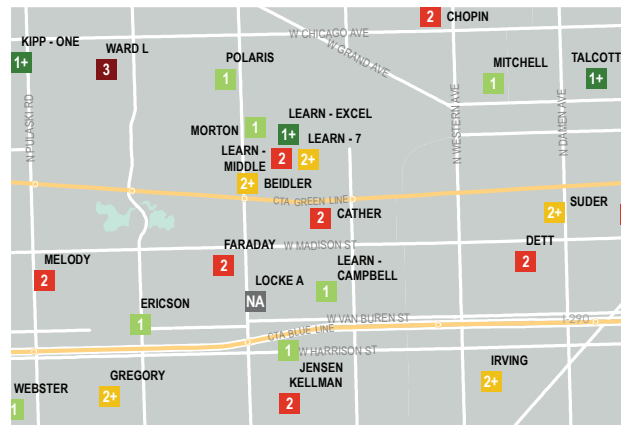 CHOPIN
2
W CHICAGO AVE
KIPP - ONE
1+
WARD L
3
POLARIS
1
W GRAND AVE
MITCHELL
1
TALCOTT
1+
N PULASKI RD
N WESTERN AVE
N DAMEN AVE
LEARN - EXCEL
1+
MORTON
1
LEARN - 7
2+
LEARN -
MIDDLE
2
2+
BEIDLER
CTA GREEN LINE
2
CATHER
SUDER
2+
W MADISON ST
FARADAY
2
DETT
2
MELODY
2
LOCKE A
NA
LEARN -
CAMPBELL
1
ERICSON
1
W VAN BUREN ST
I-290
CTA BLUE LINE
1
W HARRISON ST
JENSEN
KELLMAN
2
IRVING
2+
GREGORY
2+
WEBSTER
1